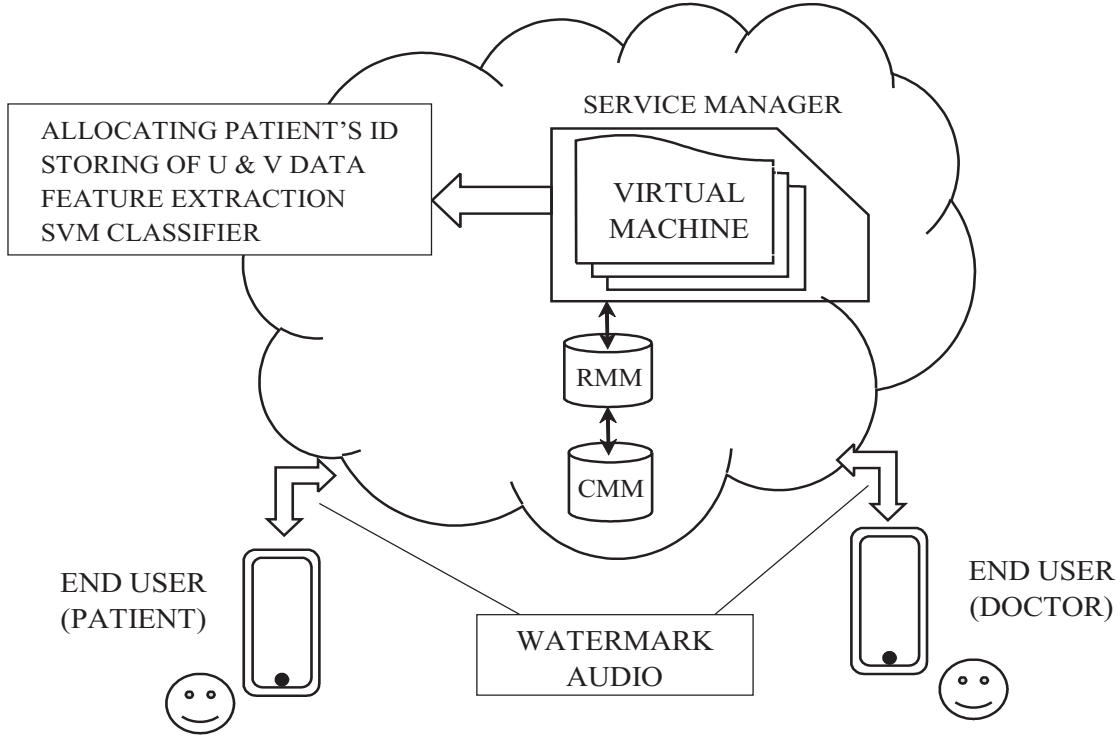 SERVICE MANAGER
ALLOCATING PATIENT’S ID
STORING OF U & V DATA
FEATURE EXTRACTION
SVM CLASSIFIER
VIRTUAL
MACHINE
RMM
CMM
END USER
(PATIENT)
END USER
(DOCTOR)
WATERMARK
AUDIO